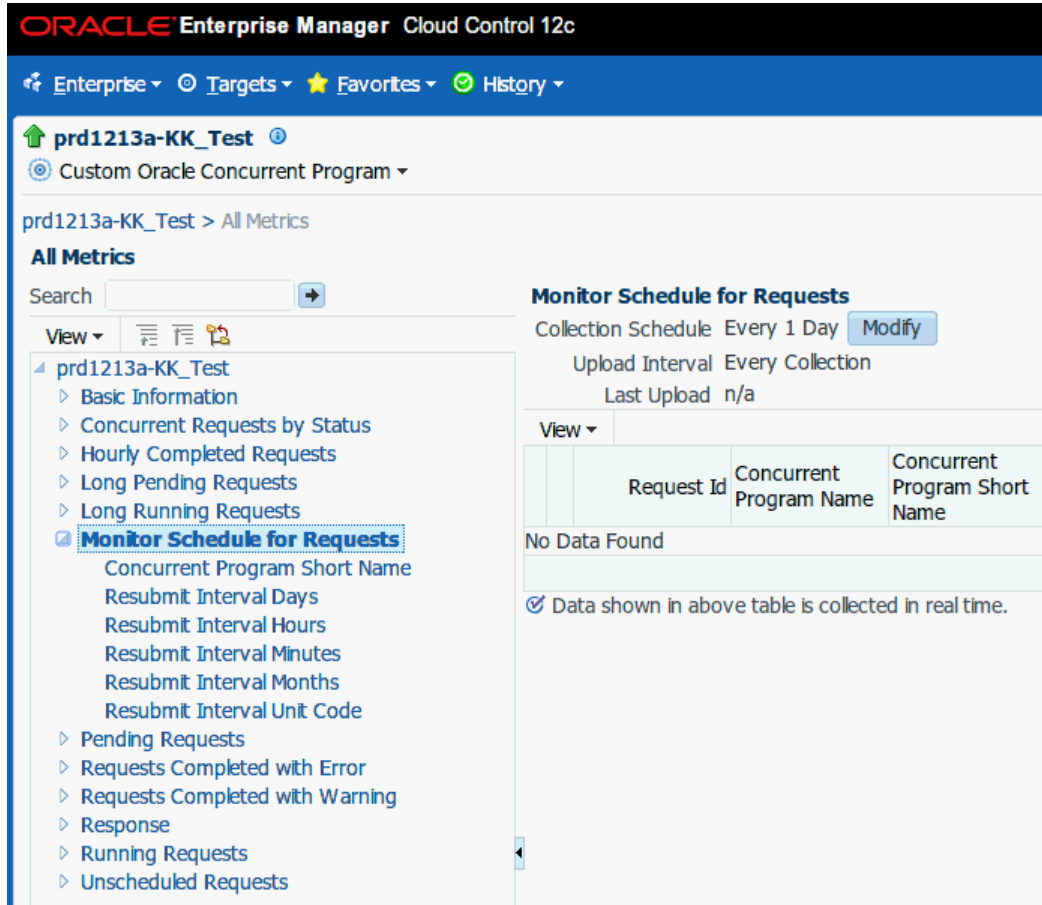 ORACLE Enterprise Manager Cloud Control 12c
Enterprise Targets Favorites History
prd1213a-KK_Test
Custom Oracle Concurrent Program
prd1213a-KK_Test > All Metrics
All Metrics
Search
View
prd1213a-KK_Test
Basic Information
Concurrent Requests by Status
Hourly Completed Requests
Long Pending Requests
Long Running Requests
Monitor Schedule for Requests
Concurrent Program Short Name
Resubmit Interval Days
Resubmit Interval Hours
Resubmit Interval Minutes
Resubmit Interval Months
Resubmit Interval Unit Code
Pending Requests
Requests Completed with Error
Requests Completed with Warning
Response
Running Requests
Unscheduled Requests
Monitor Schedule for Requests
Collection Schedule Every 1 Day Modify
Upload Interval Every Collection
Last Upload n/a
View
Request Id
Concurrent
Program Name
Concurrent
Program Short
Name
No Data Found
Data shown in above table is collected in real time.